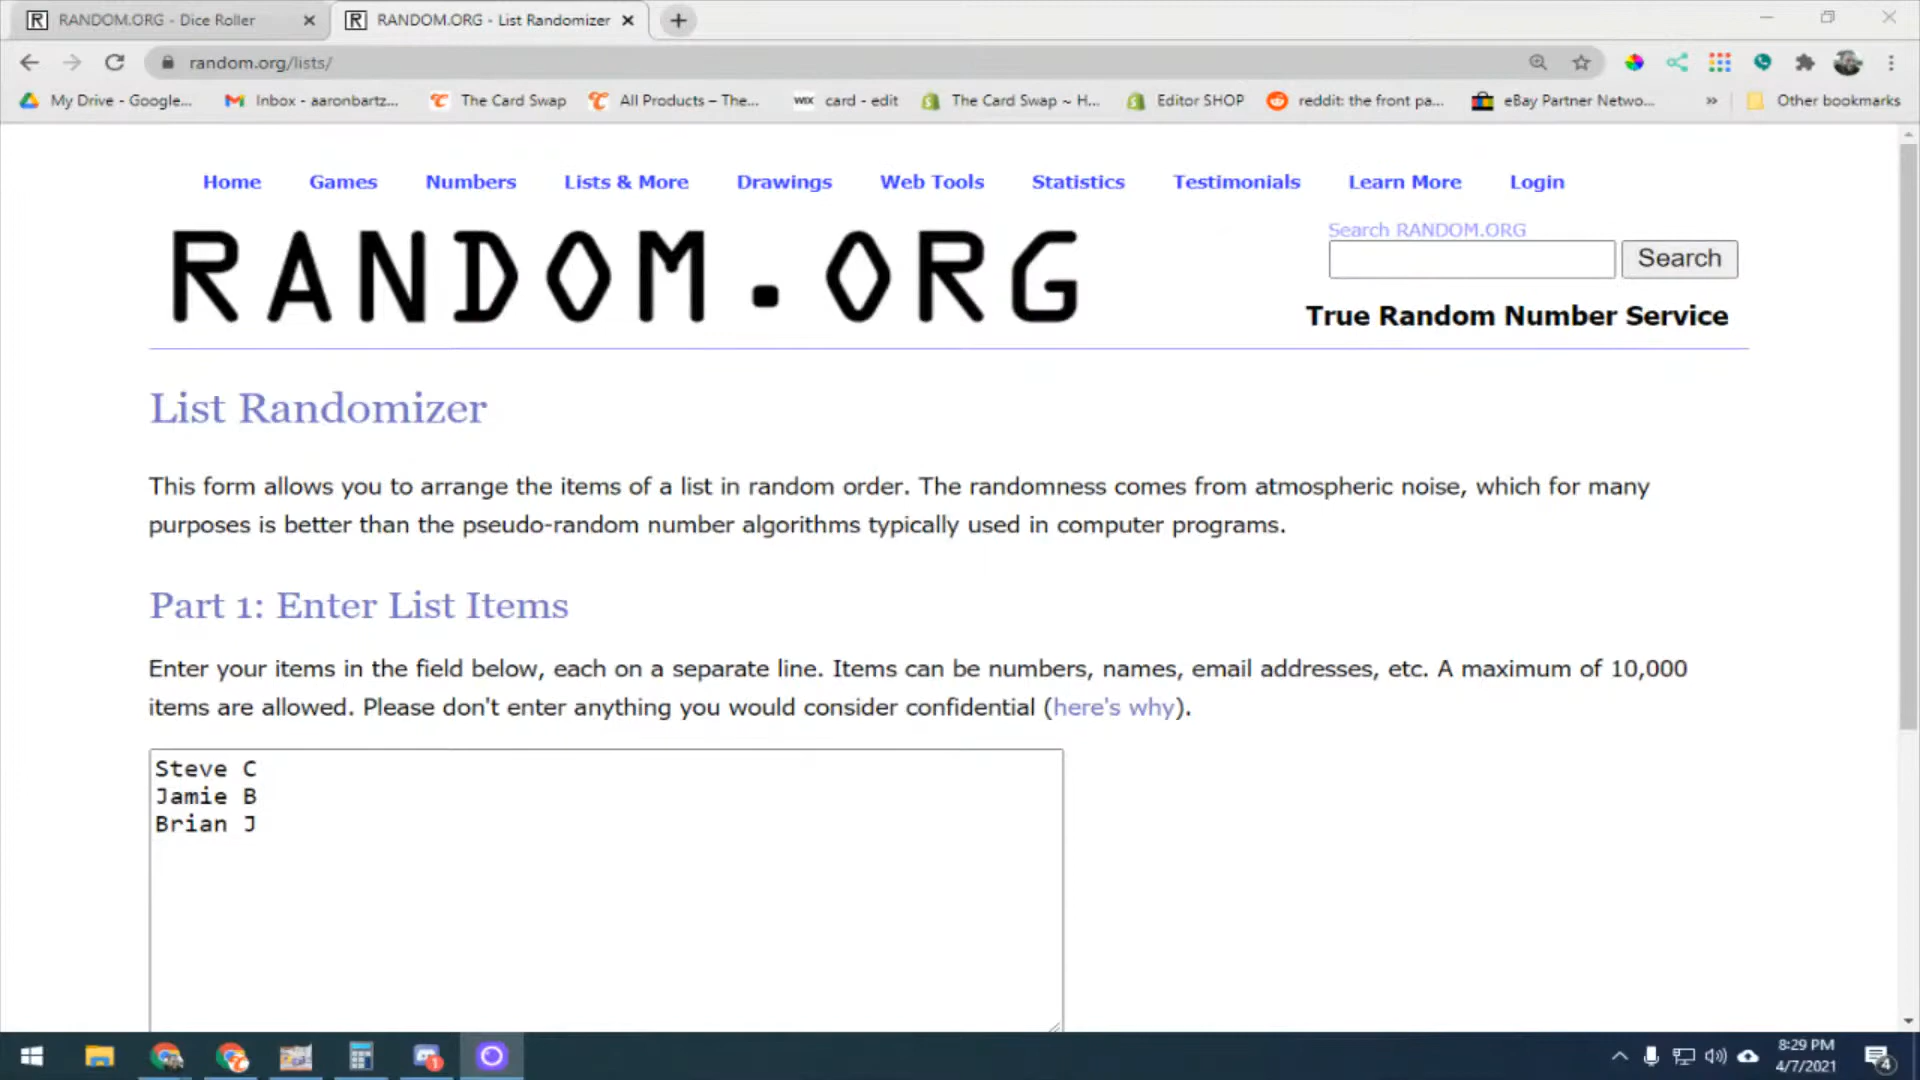 RANDOM.ORG - Dice Roller
RANDOM.ORG - List Randomizer
random.org/lists/
My Drive - Google...
Inbox - aaronbartz...
The Card Swap
All Products – The...
WIX card - edit
The Card Swap ~ H...
Editor SHOP
reddit: the front pa...
eBay Partner Netwo...
»
Other bookmarks
Home Games Numbers Lists & More Drawings Web Tools Statistics Testimonials Learn More Login
RANDOM.ORG
Search RANDOM.ORG
Search
True Random Number Service
List Randomizer
This form allows you to arrange the items of a list in random order. The randomness comes from atmospheric noise, which for many
purposes is better than the pseudo-random number algorithms typically used in computer programs.
Part 1: Enter List Items
Enter your items in the field below, each on a separate line. Items can be numbers, names, email addresses, etc. A maximum of 10,000
items are allowed. Please don't enter anything you would consider confidential (here's why).
Steve C
Jamie B
Brian J
1
8:29 PM
4/7/2021
4